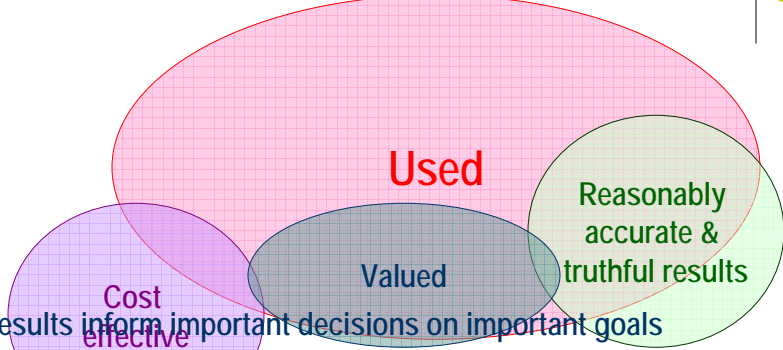 Used
Reasonably
accurate &
truthful results
Valued
Cost
effective
esults inform important decisions on important goals